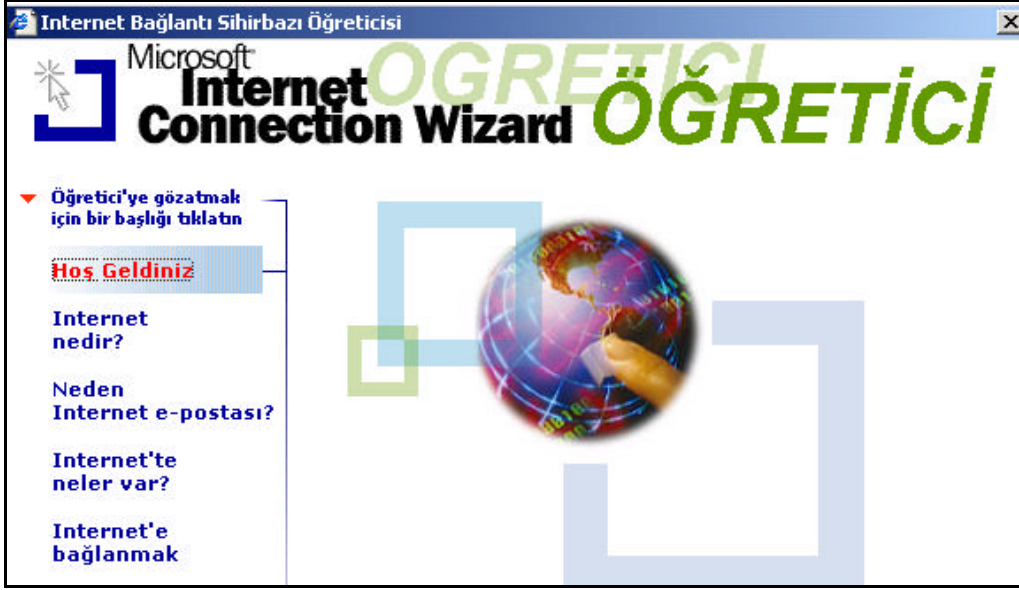 Internet Bağlantı Sihirbazı Öğreticisi
OGRETICI
Microsoft
Internet
Connection Wizard ÖĞRETİCİ
Öğretici'ye gözatmak
için bir başlığı tıklatın
Hoş Geldiniz
Internet
nedir?
Neden
Internet e-postası?
Internet'te
neler var?
Internet'e
bağlanmak